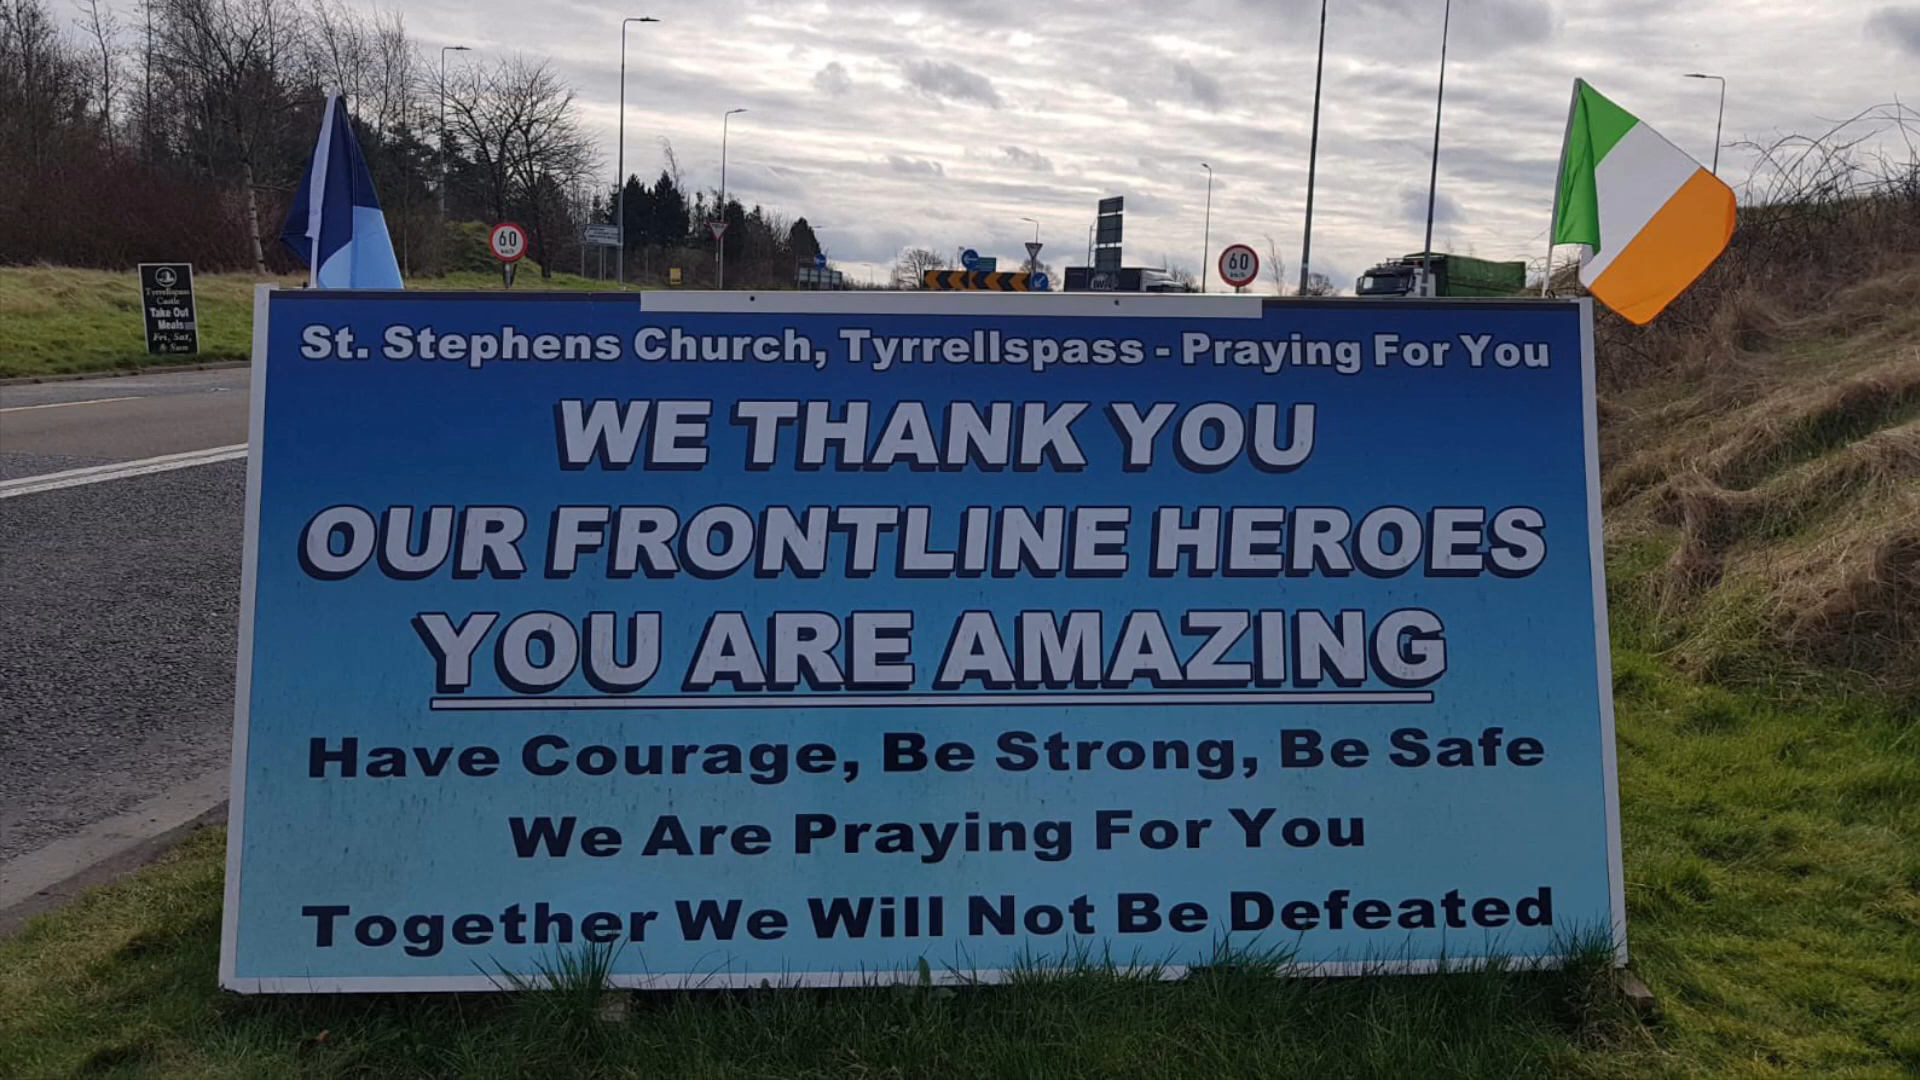 St. Stephens Church, Tyrrellspass - Praying For You
WE THANK YOU
OUR FRONTLINE HEROES
YOU ARE AMAZING
Have Courage, Be Strong, Be Safe
We Are Praying For You
Together We Will Not Be Defeated
Tyrrellspass
Castle
Take Out
Meals
Fri, Sat,
& Sun
60
km/h
60
km/h